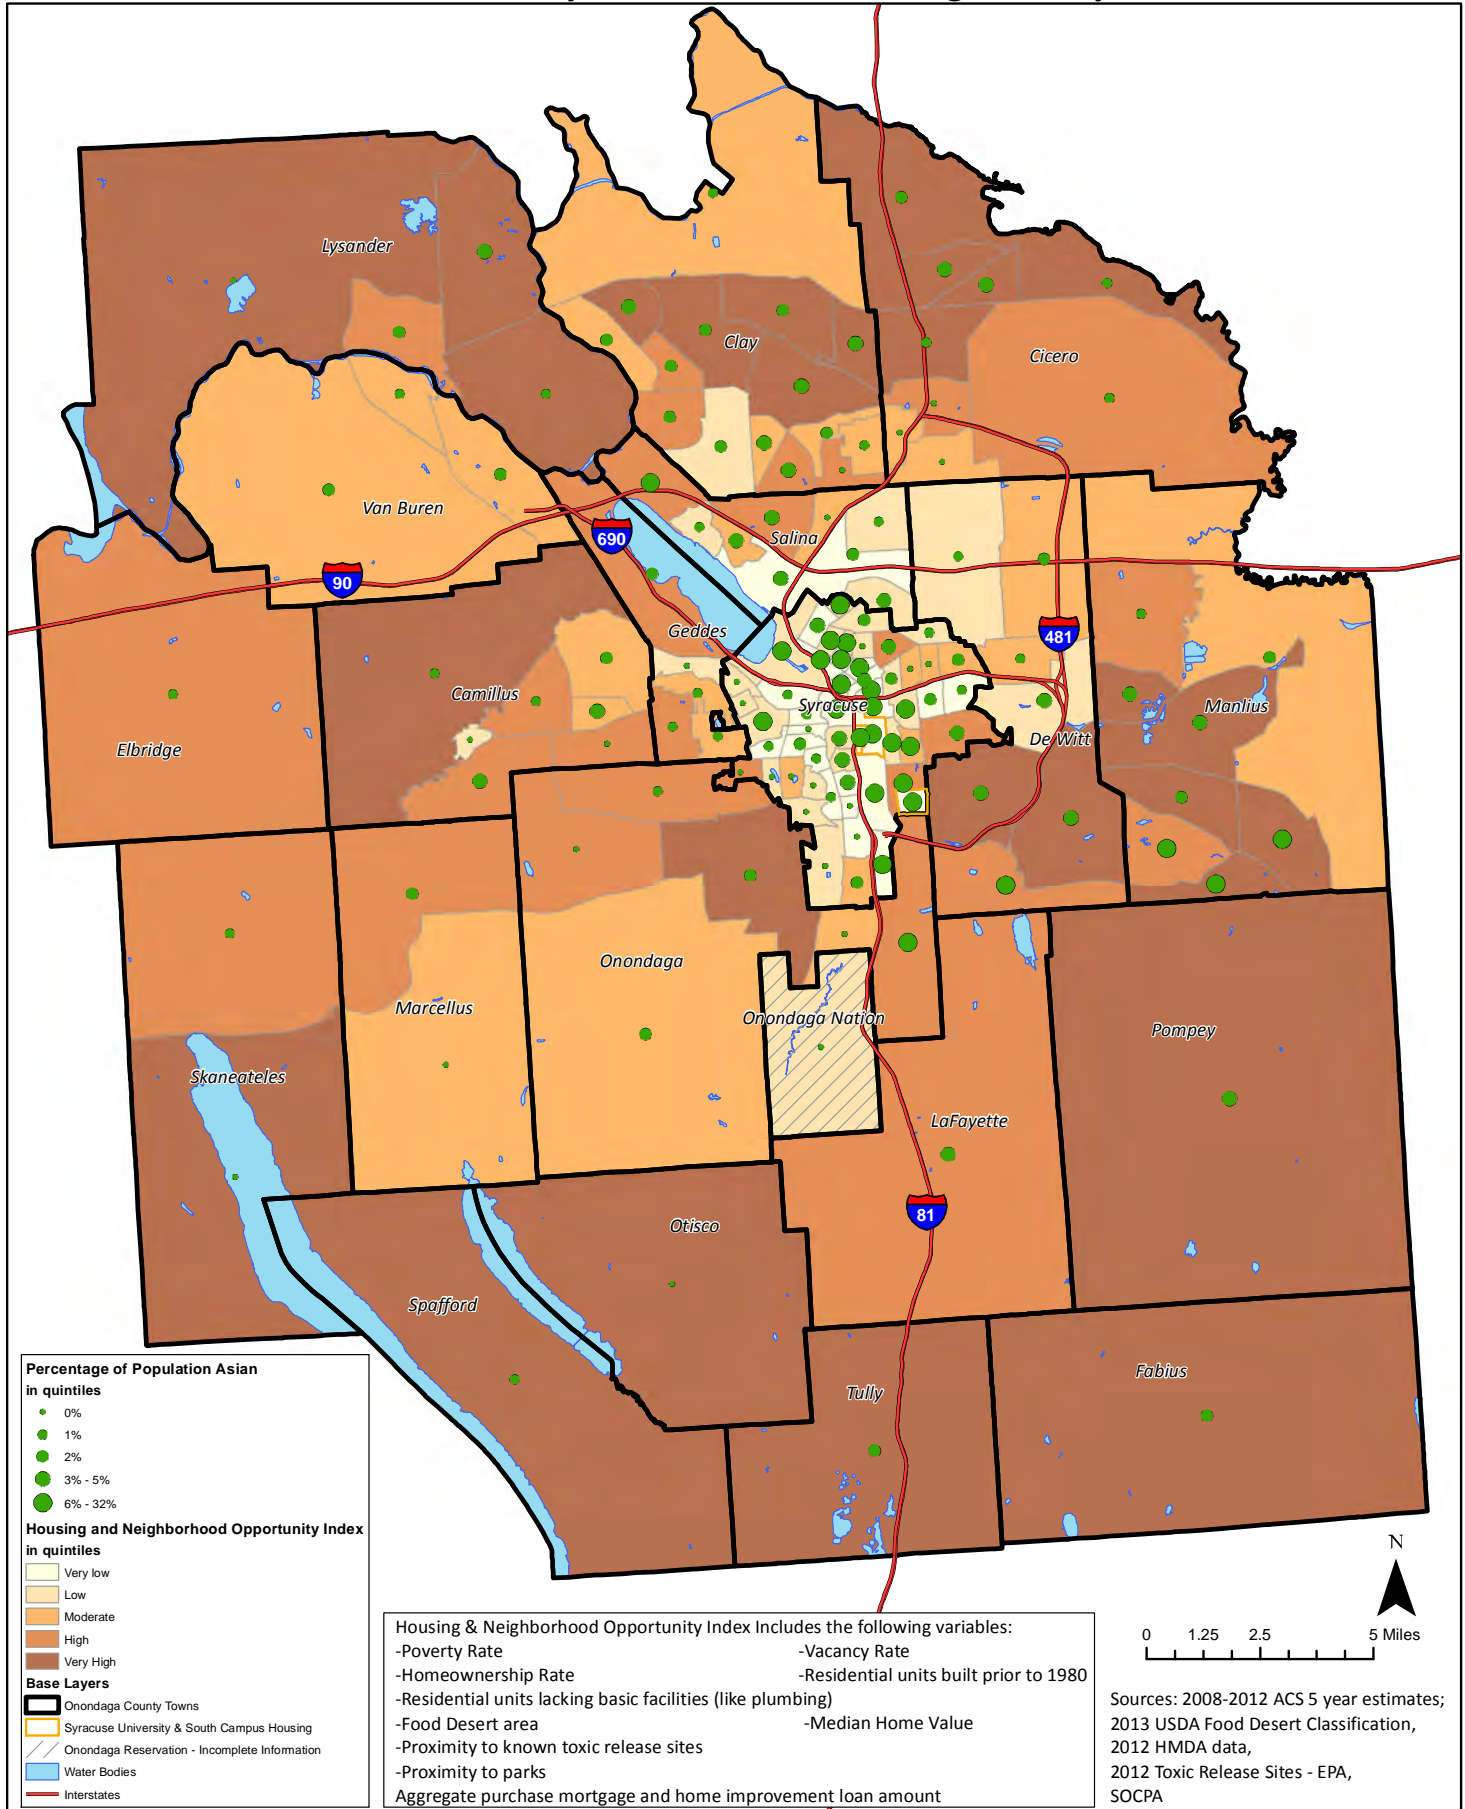 Lysander
Clay
Cicero
Van Buren
Salina
690
90
481
Geddes
Camillus
Syracuse
Manlius
Elbridge
De Witt
Onondaga
Marcellus
Onondaga Nation
Pompey
Skaneateles
LaFayette
81
Otisco
Spafford
Fabius
Tully
Percentage of Population Asian
in quintiles
0%
1%
2%
3% - 5%
6% - 32%
Housing and Neighborhood Opportunity Index
in quintiles
Very low
Low
Moderate
High
Very High
Base Layers
Onondaga County Towns
Syracuse University & South Campus Housing
Onondaga Reservation - Incomplete Information
Water Bodies
Interstates
Housing & Neighborhood Opportunity Index Includes the following variables:
-Poverty Rate -Vacancy Rate
-Homeownership Rate -Residential units built prior to 1980
-Residential units lacking basic facilities (like plumbing)
-Food Desert area -Median Home Value
-Proximity to known toxic release sites
-Proximity to parks
Aggregate purchase mortgage and home improvement loan amount
N
0 1.25 2.5 5 Miles
Sources: 2008-2012 ACS 5 year estimates;
2013 USDA Food Desert Classification,
2012 HMDA data,
2012 Toxic Release Sites - EPA,
SOCPA